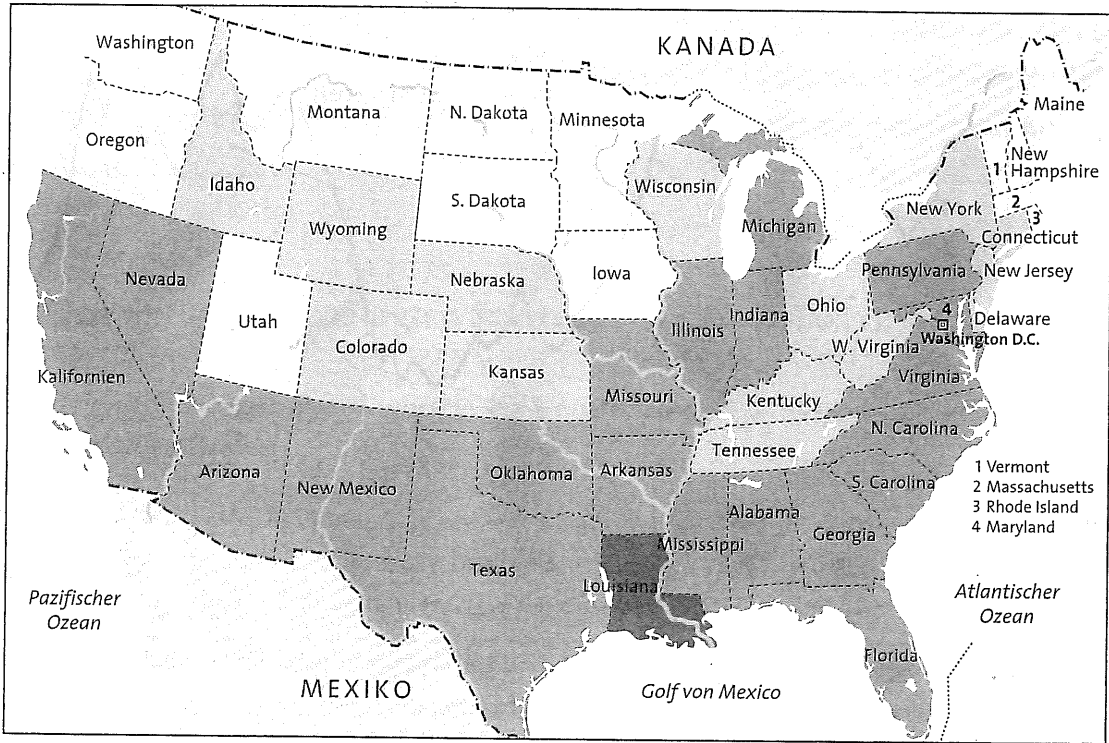 Washington
KANADA
Montana
N. Dakota
Minnesota
Maine
Oregon
1
New
Hampshire
Idaho
Wisconsin
S. Dakota
2
New York
3
Wyoming
Michigan
Connecticut
Nevada
Nebraska
Iowa
Pennsylvania
New Jersey
Utah
Ohio
4
Illinois
Indiana
Delaware
Washington D.C.
Colorado
W. Virginia
Kansas
Kalifornien
Virginia
Missouri
Kentucky
N. Carolina
Tennessee
Arizona
Oklahoma
Arkansas
New Mexico
S. Carolina
1 Vermont
2 Massachusetts
3 Rhode Island
4 Maryland
Alabama
Georgia
Mississippi
Texas
Louisiana
Pazifischer
Ozean
Atlantischer
Ozean
Florida
MEXIKO
Golf von Mexico